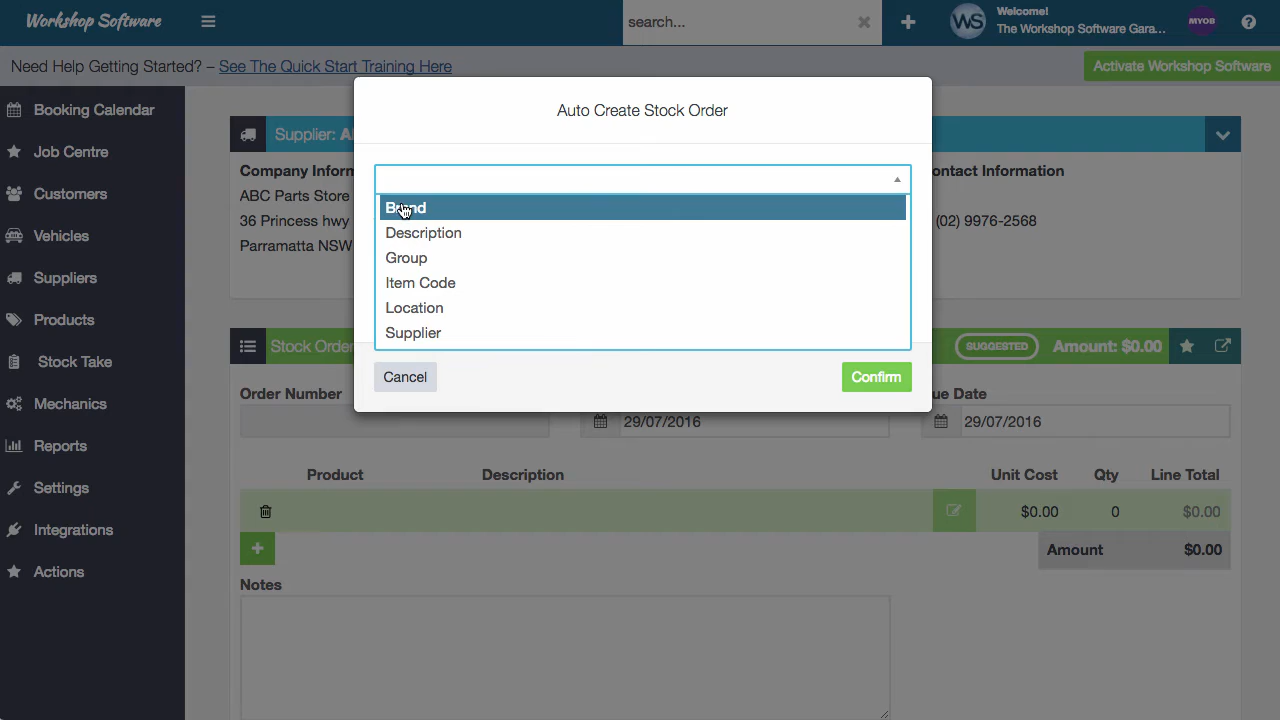 Workshop Software
search...
Welcome!
WS
The Workshop Software Gara...
MYOB
Need Help Getting Started? – See The Quick Start Training Here
Activate Workshop Software
Booking Calendar
Job Centre
Customers
Vehicles
Suppliers
Products
Stock Take
Mechanics
Reports
Settings
Integrations
Actions
Auto Create Stock Order
Brand
Description
Group
Item Code
Location
Supplier
Cancel
Confirm
Supplier:
Company Inform
ontact Information
ABC Parts Store
36 Princess hwy
(02) 9976-2568
Parramatta NSW
Stock Order
SUGGESTED
Amount: $0.00
Order Number
ue Date
29/07/2016
29/07/2016
Product
Description
Unit Cost
Qty
Line Total
$0.00
0
$0.00
Amount
$0.00
Notes